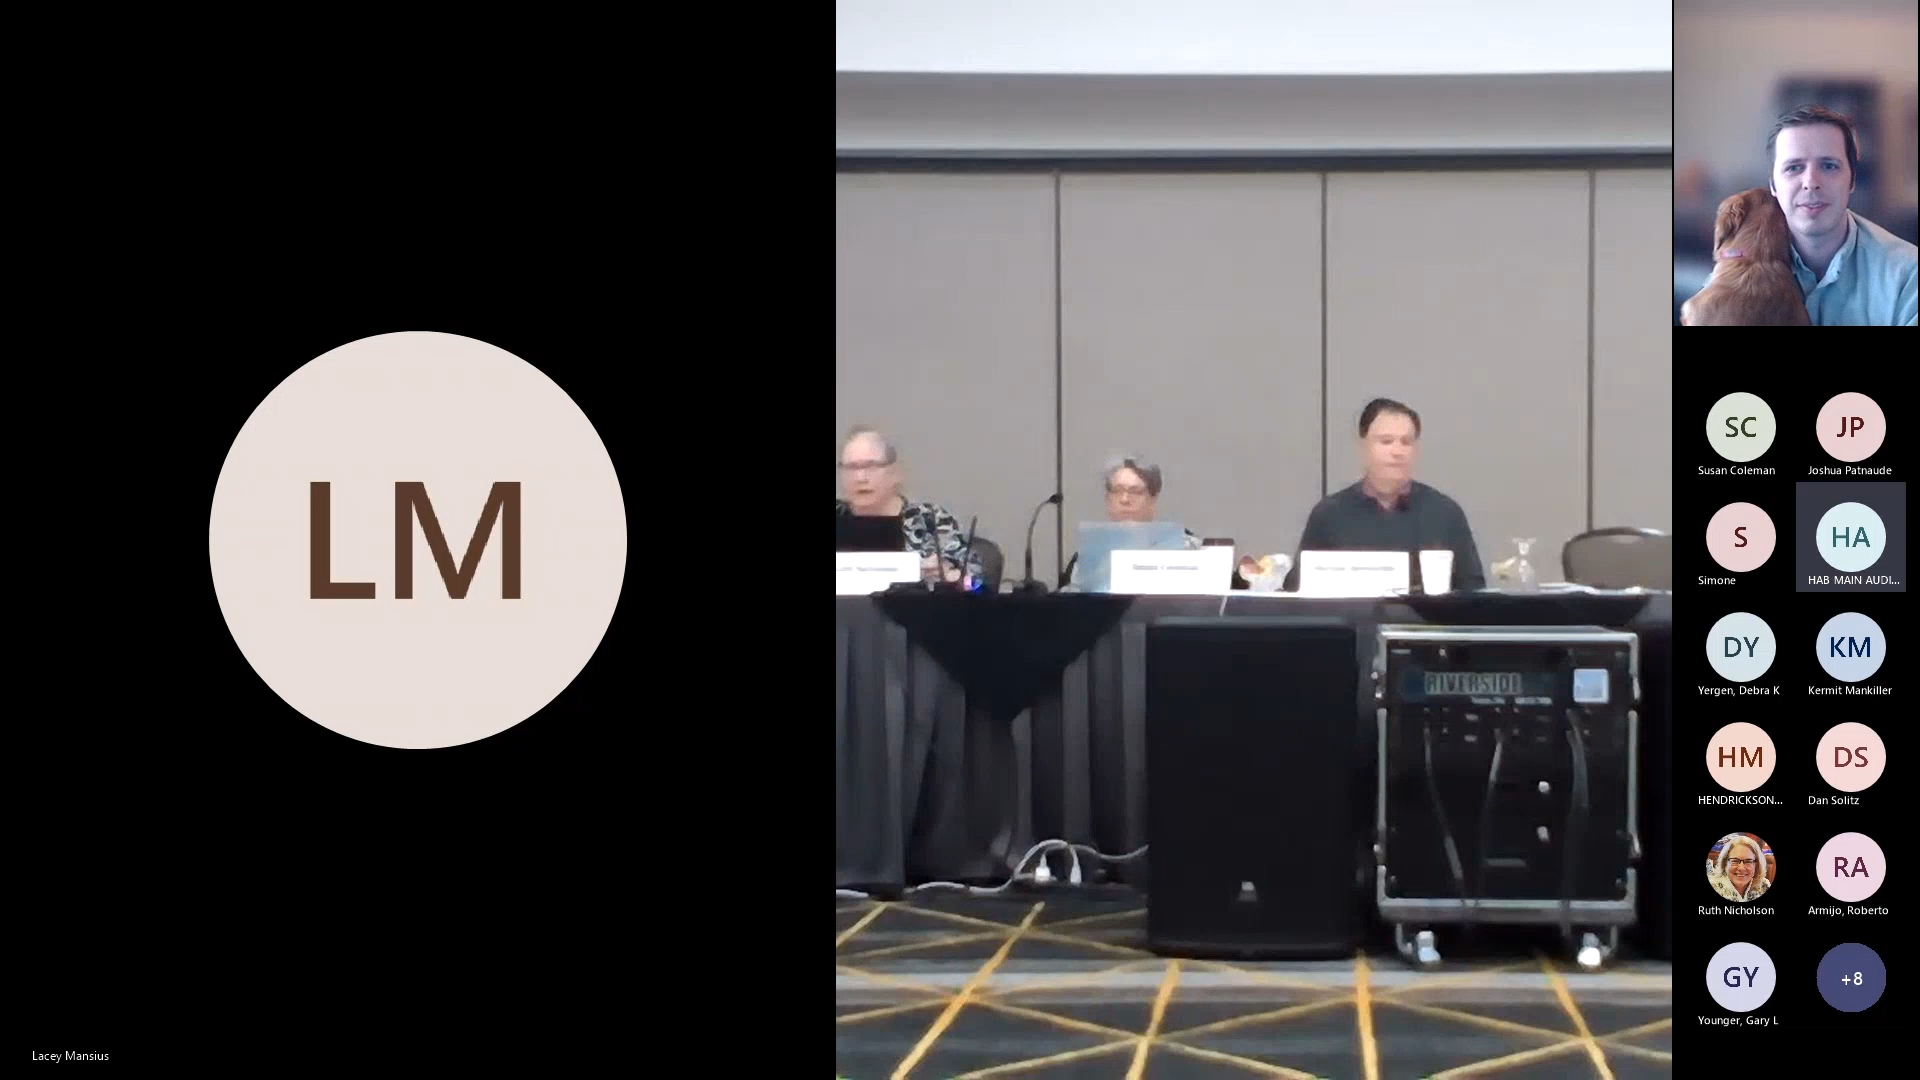 LM
Lacey Mansius
RIVERSIDE
SC
JP
Susan Coleman
Joshua Patnaude
S
HA
Simone
HAB MAIN AUDI...
DY
KM
Yergen, Debra K
Kermit Mankiller
HM
DS
HENDRICKSON...
Dan Solitz
RA
Ruth Nicholson
Armijo, Roberto
GY
+8
Younger, Gary L